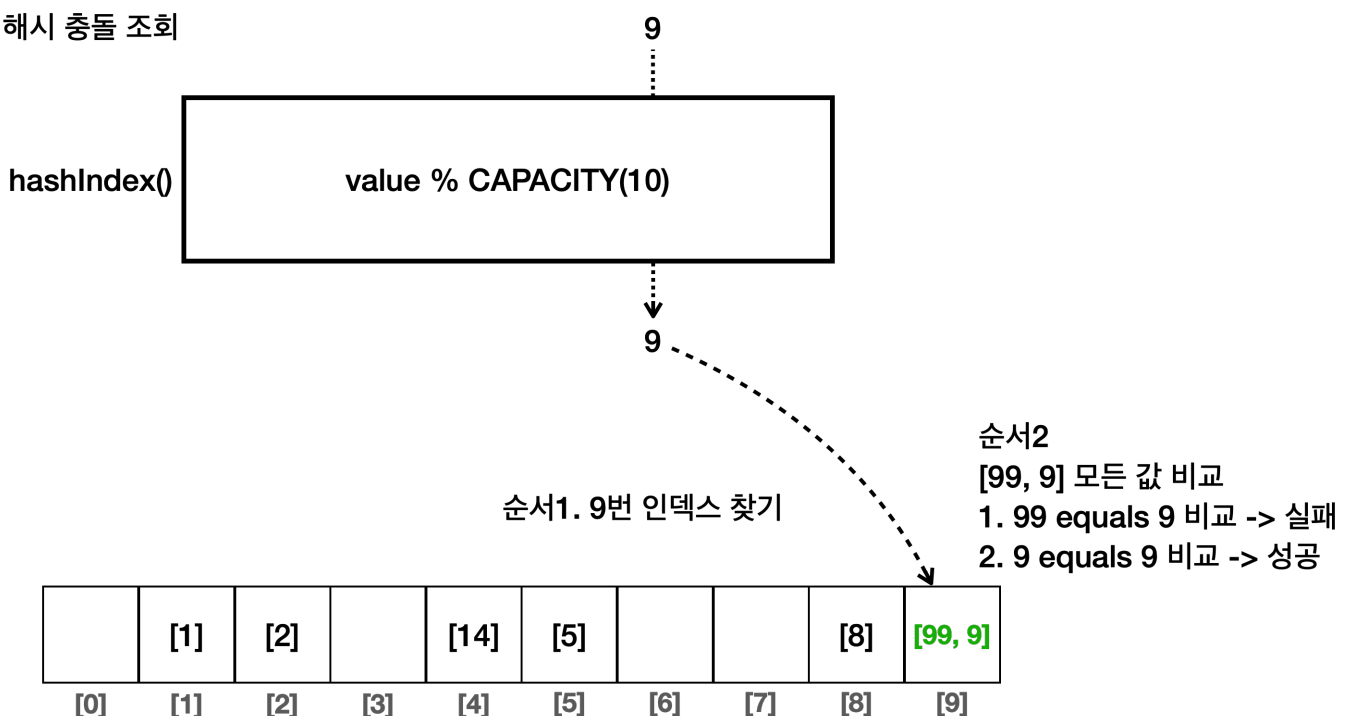 해시 충돌 조회
9
hashIndex()
value % CAPACITY(10)
9
순서2
[99, 9] 모든 값 비교
1. 99 equals 9 비교 -> 실패
2. 9 equals 9 비교 -> 성공
순서1. 9번 인덱스 찾기
[1] [2] [14] [5] [8] [99, 9]
[0] [1] [2] [3] [4] [5] [6] [7] [8] [9]